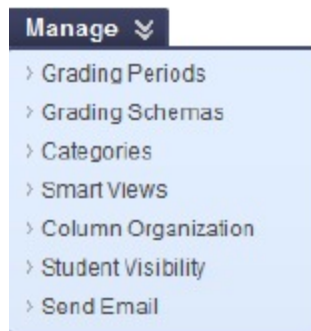 Manage
Grading Periods
Grading Schemas
Categories
Smart Views
Column Organization
Student Visibility
Send Email